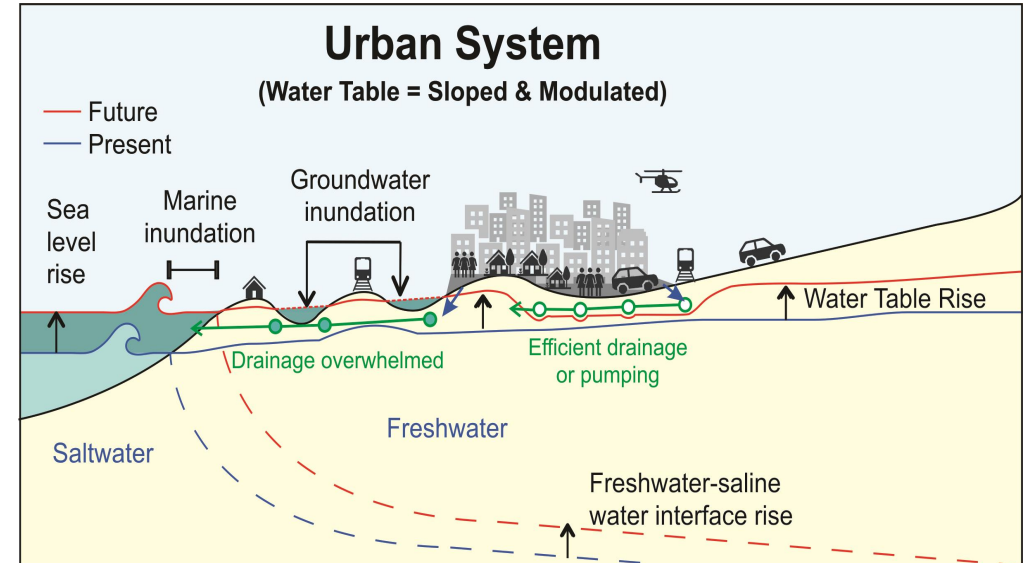 Urban System
(Water Table = Sloped & Modulated)
Future
Present
Sea
level
rise
Marine
inundation
Groundwater
inundation
Water Table Rise
Drainage overwhelmed
Efficient drainage
or pumping
Saltwater
Freshwater
Freshwater-saline
water interface rise